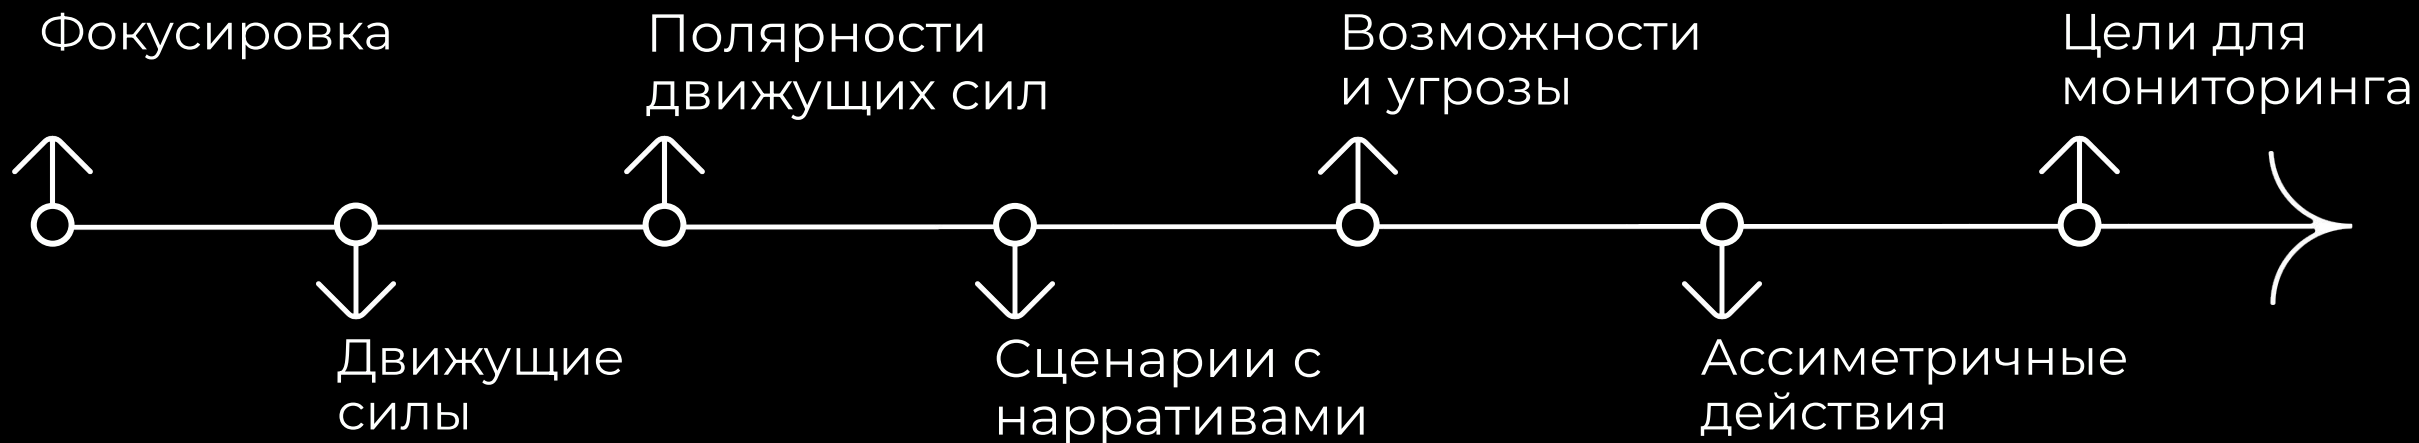 Фокусировка
Движущие
силы
Полярности
движущих сил
Сценарии с
нарративами
Возможности
и угрозы
Ассиметричные
действия
Цели для
мониторинга